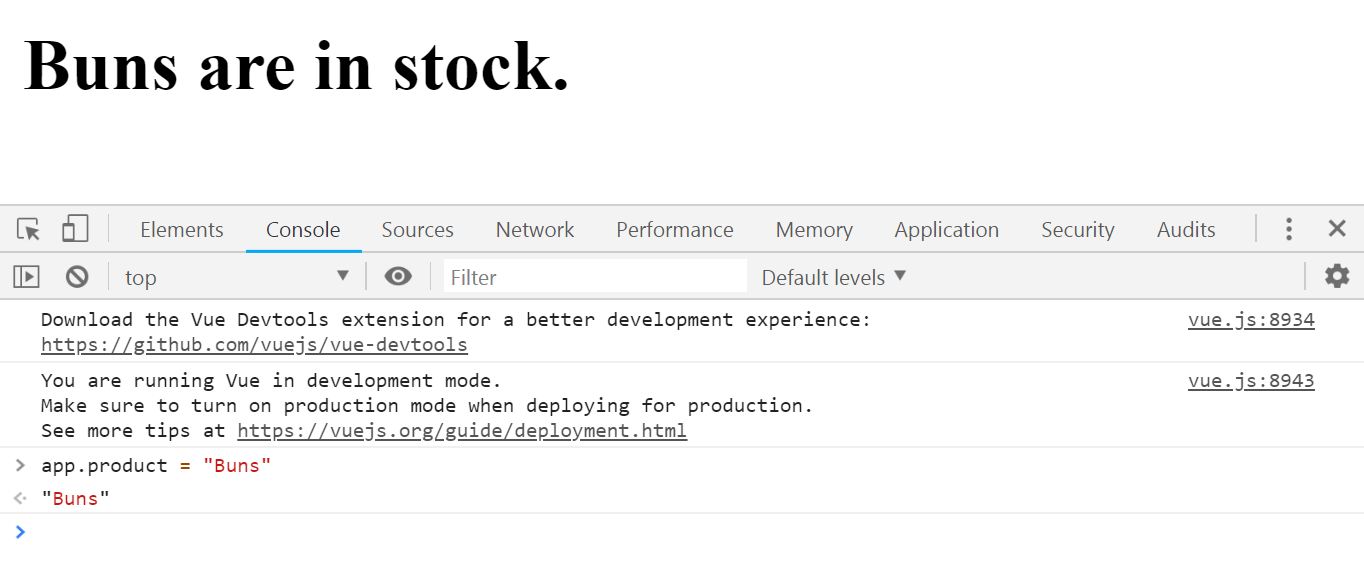 Buns are in stock.
Elements Console Sources Network Performance Memory Application Security Audits
top Filter Default levels
Download the Vue Devtools extension for a better development experience: vue.js:8934
https://github.com/vuejs/vue-devtools
You are running Vue in development mode. vue.js:8943
Make sure to turn on production mode when deploying for production.
See more tips at https://vuejs.org/guide/deployment.html
> app.product = "Buns"
"Buns"
>